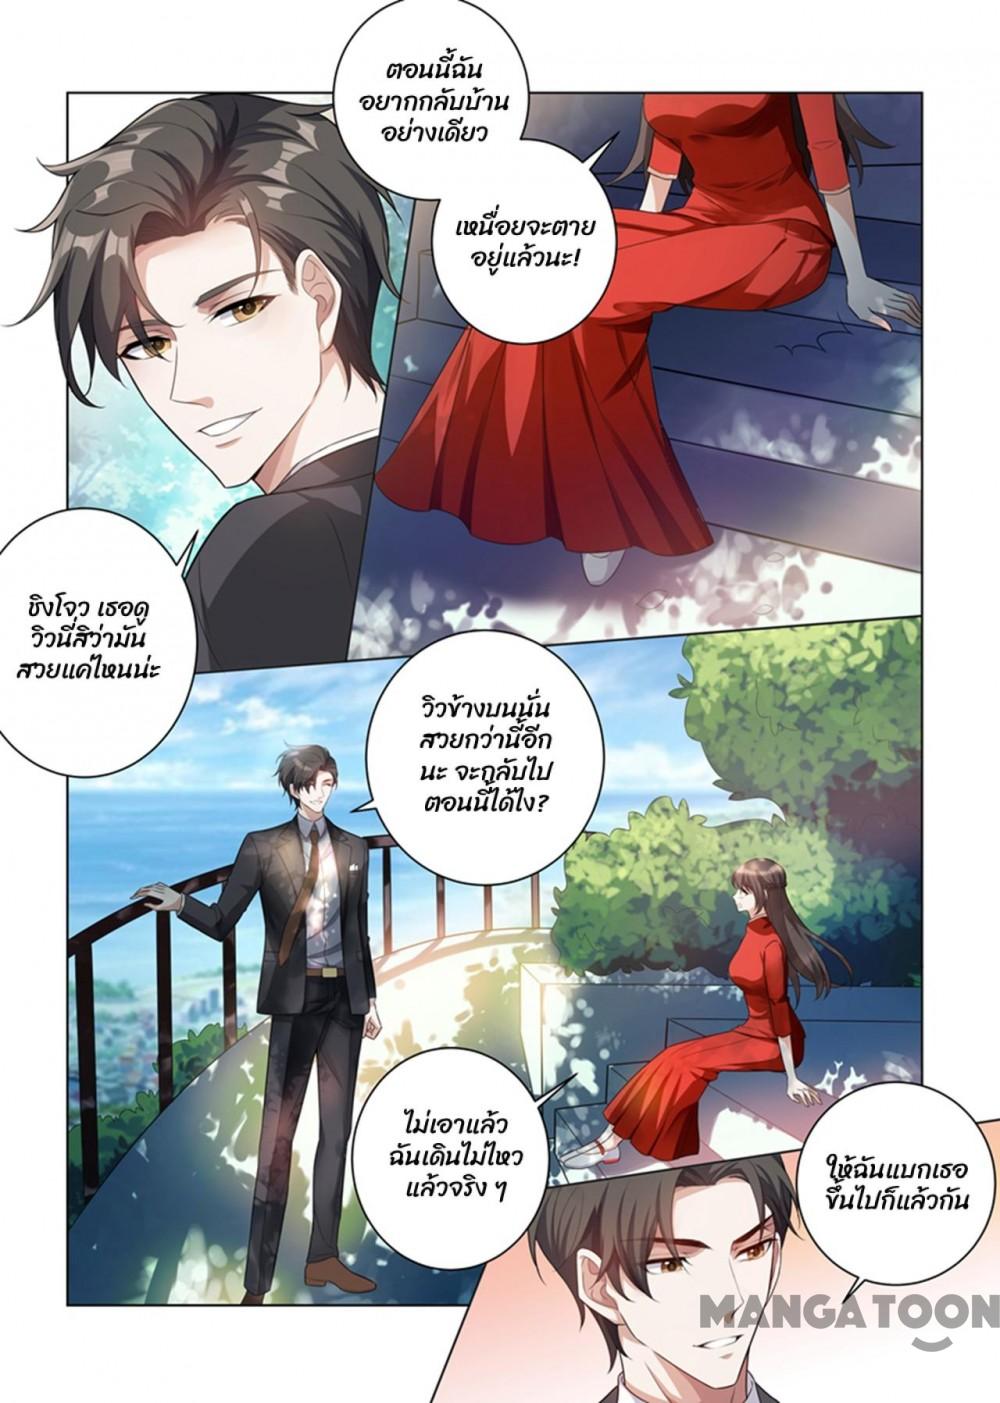 ตอนนี้ฉัน
อยากกลับบ้าน
อย่างเดียว
เหนื่อยจะตาย
อยู่แล้วนะ!
ชิงโจว เธอดู
วิวนี่สิว่ามัน
สวยแค่ไหนน่ะ
วิวข้างบนนั่น
สวยกว่านี้อีก
นะ จะกลับไป
ตอนนี้ได้ไง?
ไม่เอาแล้ว
ฉันเดินไม่ไหว
แล้วจริง ๆ
ให้ฉันแบกเธอ
ขึ้นไปก็แล้วกัน
MANGATOON